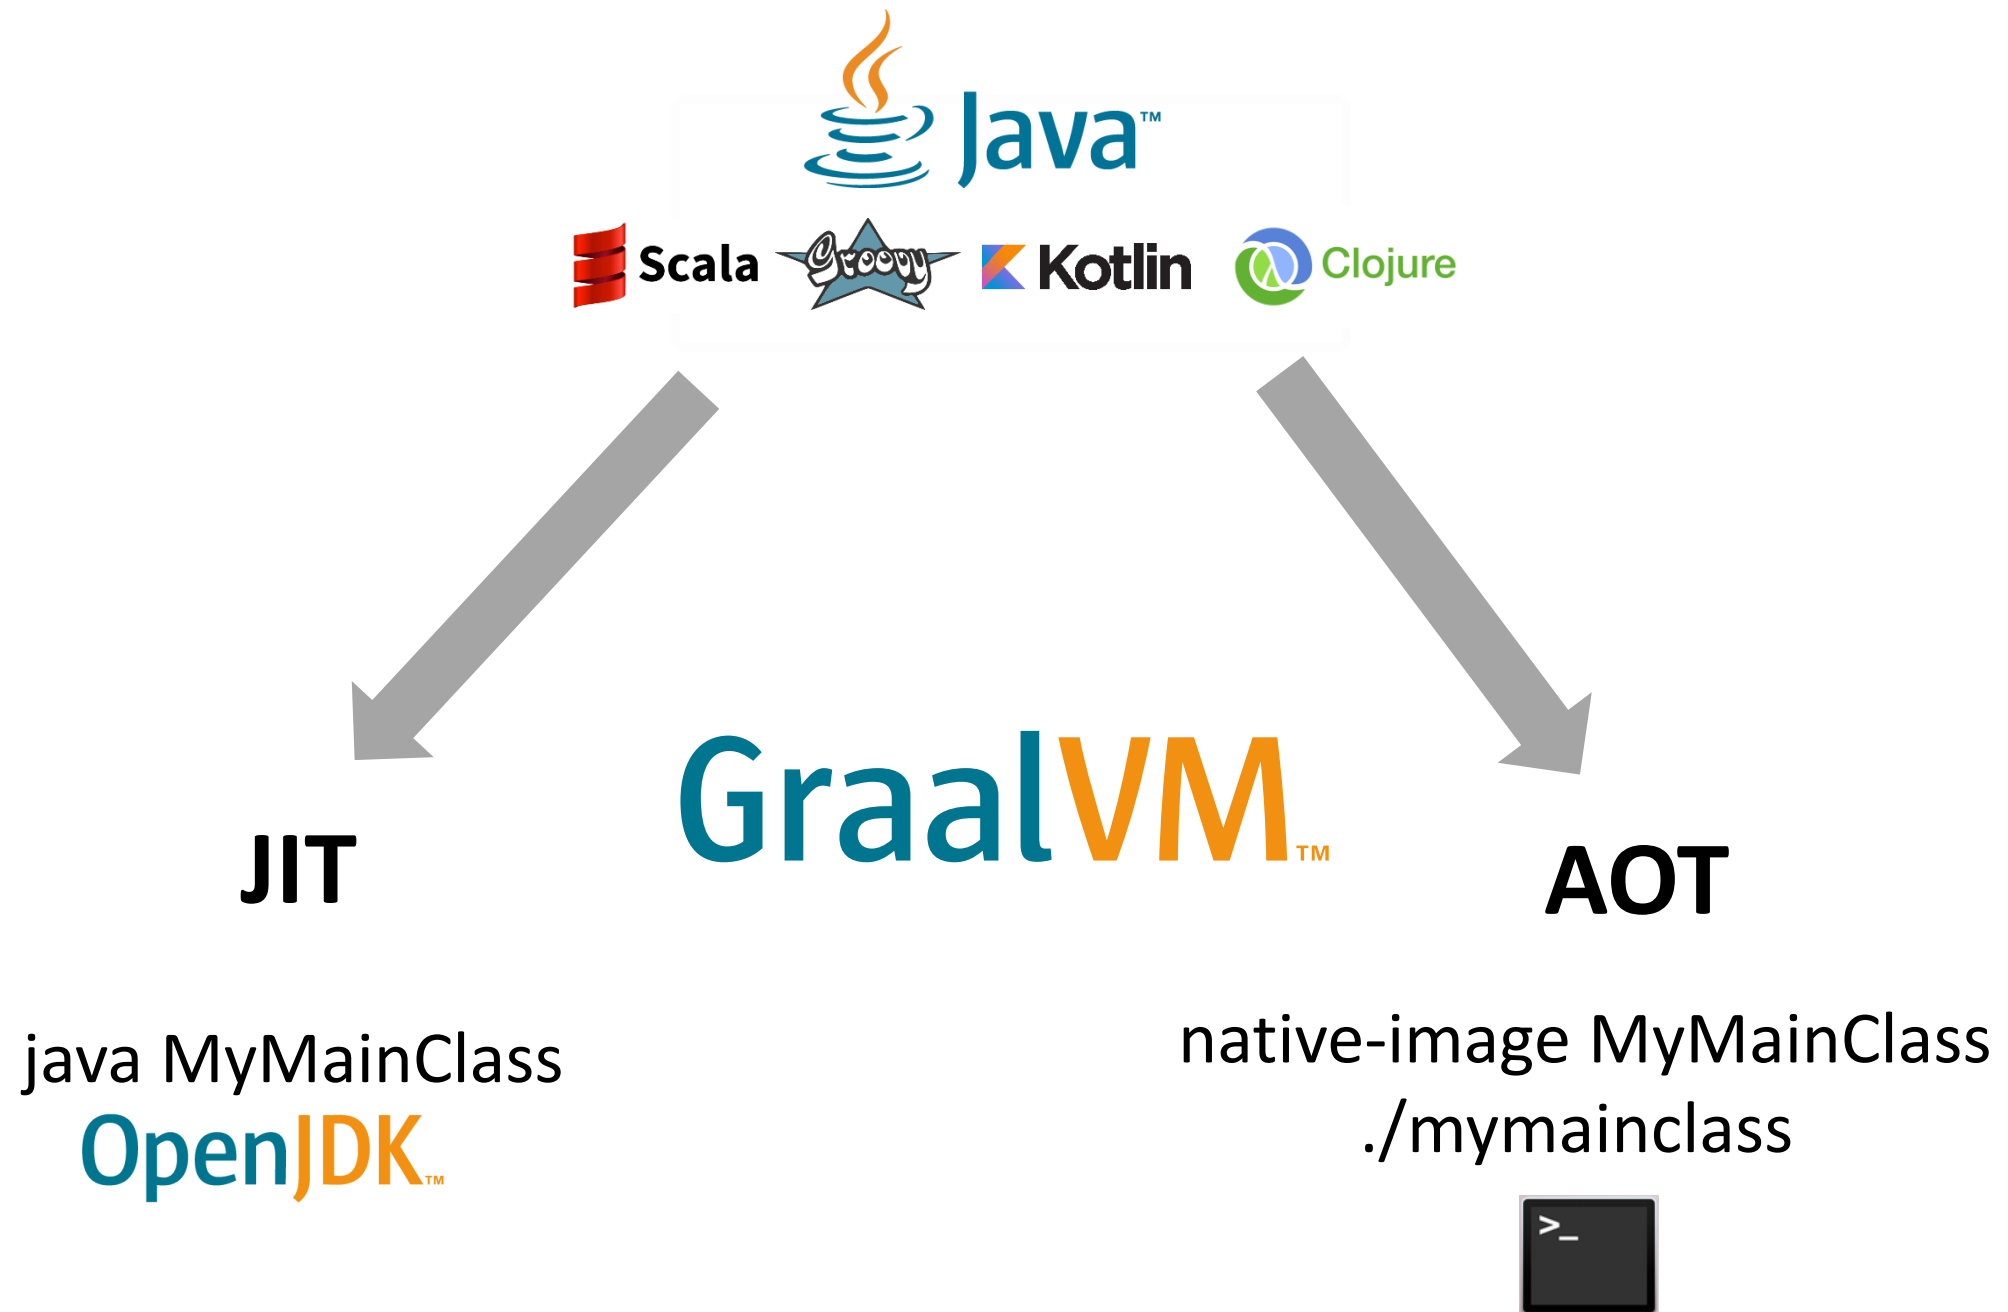 Java™
Scala Groovy Kotlin Clojure
GraalVM™
JIT
AOT
java MyMainClass
OpenJDK™
native-image MyMainClass
./mymainclass
>_